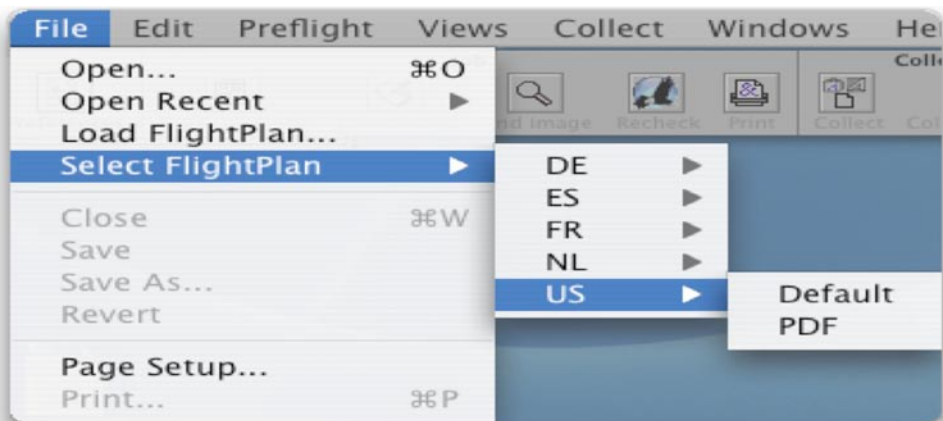 File Edit Preflight Views Collect Windows
Open... ⌘O
Open Recent
Load FlightPlan...
Select FlightPlan
Close ⌘W
Save
Save As...
Revert
Page Setup...
Print... ⌘P
Image Recheck Print Collect
DE
ES
FR
NL
US
Default
PDF